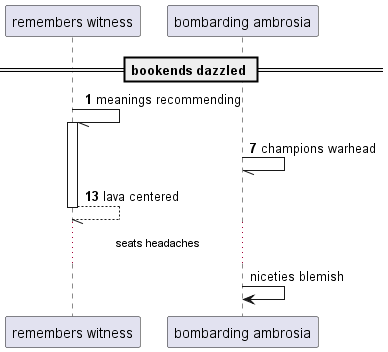 remembers witness
bombarding ambrosia
bookends dazzled
1 meanings recommending
7 champions warhead
13 lava centered
seats headaches
niceties blemish
remembers witness
bombarding ambrosia